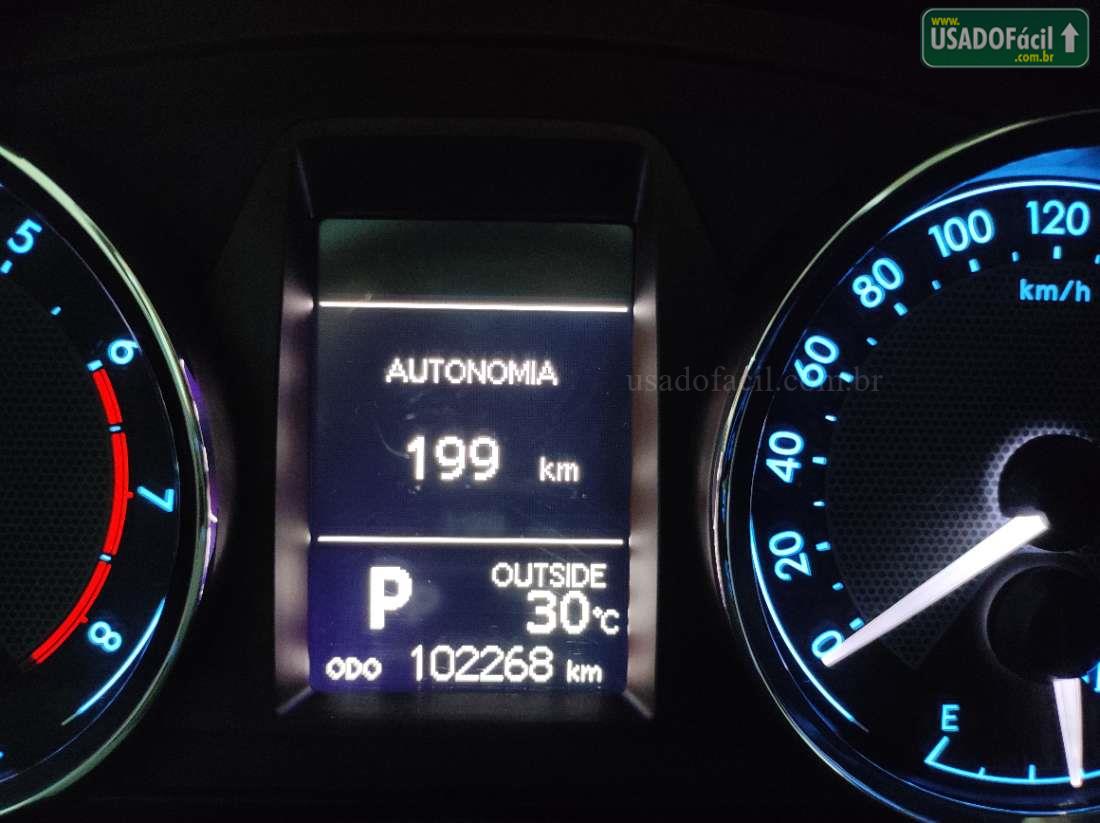 www.
USADOFácil
.com.br
5
6
7
8
AUTONOMIA
usadofacil.com.br
199 km
P
OUTSIDE
30°C
ODO 102268 km
0
20
40
60
80
100
120
km/h
E